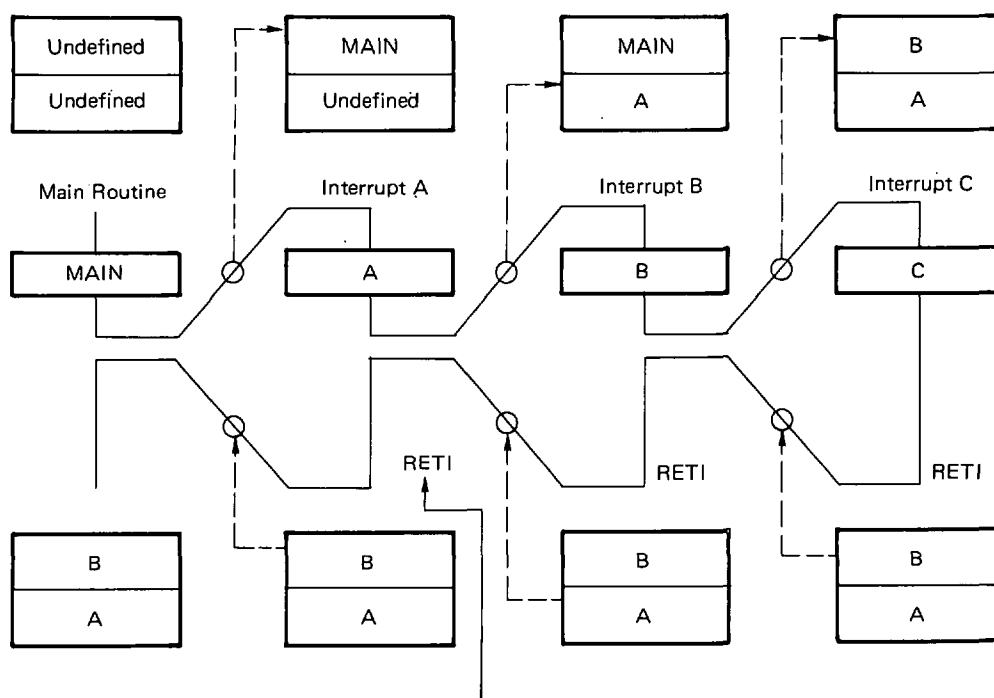 Undefined
Undefined
MAIN
Undefined
MAIN
A
B
A
Main Routine
Interrupt A
Interrupt B
Interrupt C
MAIN
A
B
C
RETI
RETI
RETI
B
A
B
A
B
A
B
A